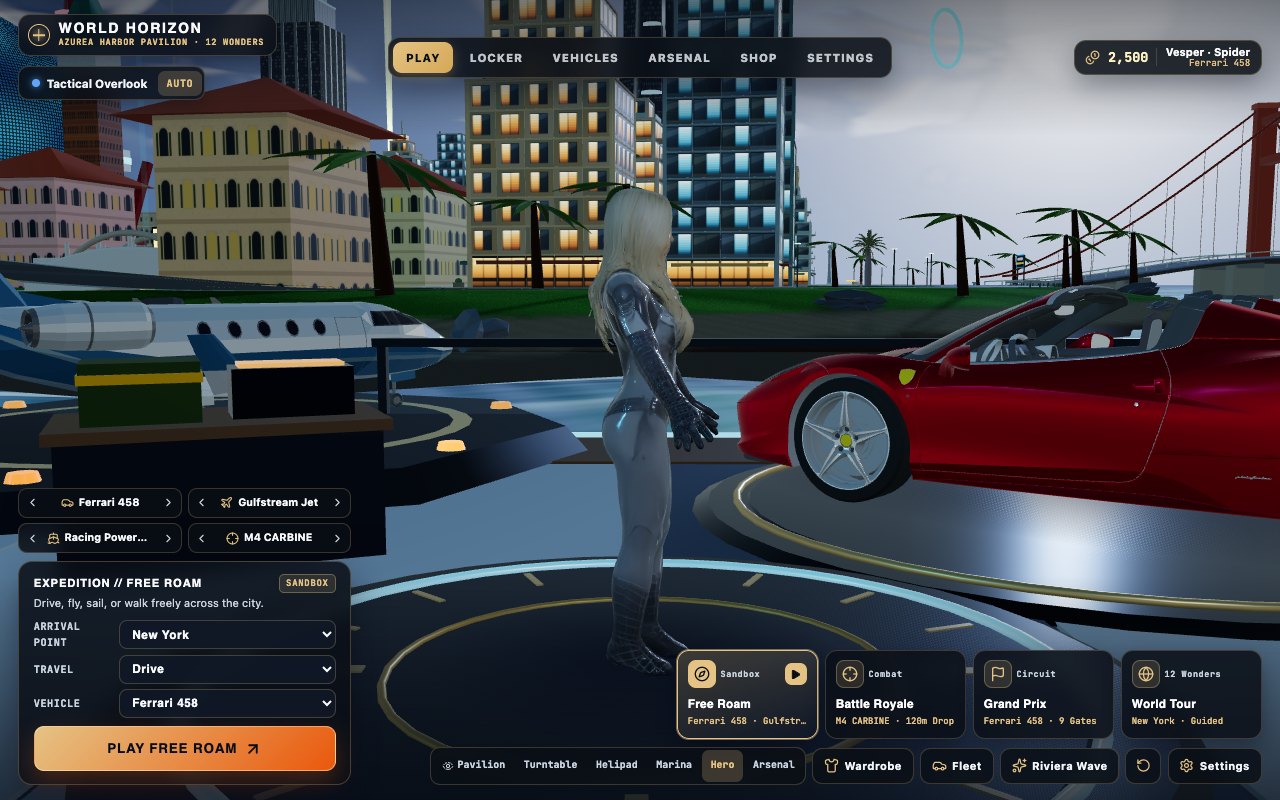 WORLD HORIZON
AZUREA HARBOR PAVILION · 12 WONDERS
Tactical Overlook AUTO
PLAY LOCKER VEHICLES ARSENAL SHOP SETTINGS
2,500
Vesper · Spider
Ferrari 458
Ferrari 458
Gulfstream Jet
Racing Power...
M4 CARBINE
EXPEDITION // FREE ROAM
SANDBOX
Drive, fly, sail, or walk freely across the city.
ARRIVAL POINT
New York
TRAVEL
Drive
VEHICLE
Ferrari 458
PLAY FREE ROAM
Sandbox
Free Roam
Ferrari 458 · Gulfstr…
Combat
Battle Royale
M4 CARBINE · 120m Drop
Circuit
Grand Prix
Ferrari 458 · 9 Gates
12 Wonders
World Tour
New York · Guided
Pavilion Turntable Helipad Marina Hero Arsenal
Wardrobe
Fleet
Riviera Wave
Settings